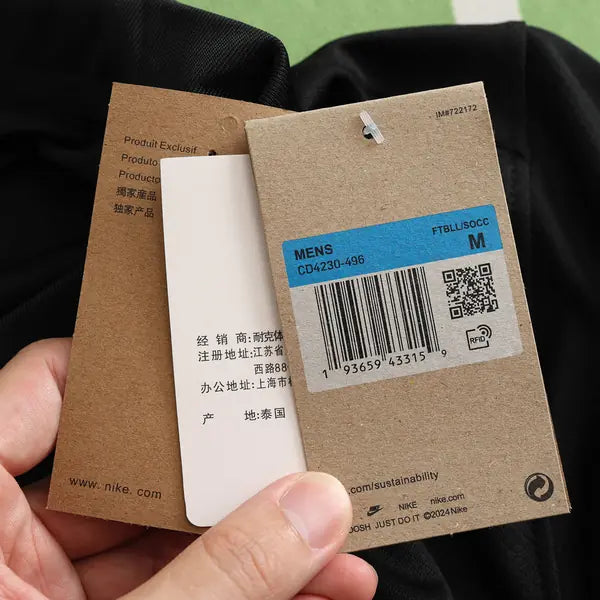 Produit Exclusif
Produto
Producto
獨家產品
独家产品
www. nike. com
经 销 商:耐克体
注册地址:江苏省
西路88
办公地址:上海市
产 地:泰国
IM#722172
MENS
FTBLL/SOCC
CD4230-496
M
1 93659 43315 9
RFID
.com/sustainability
NIKE nike.com
OSH JUST DO IT ©2024 Nike